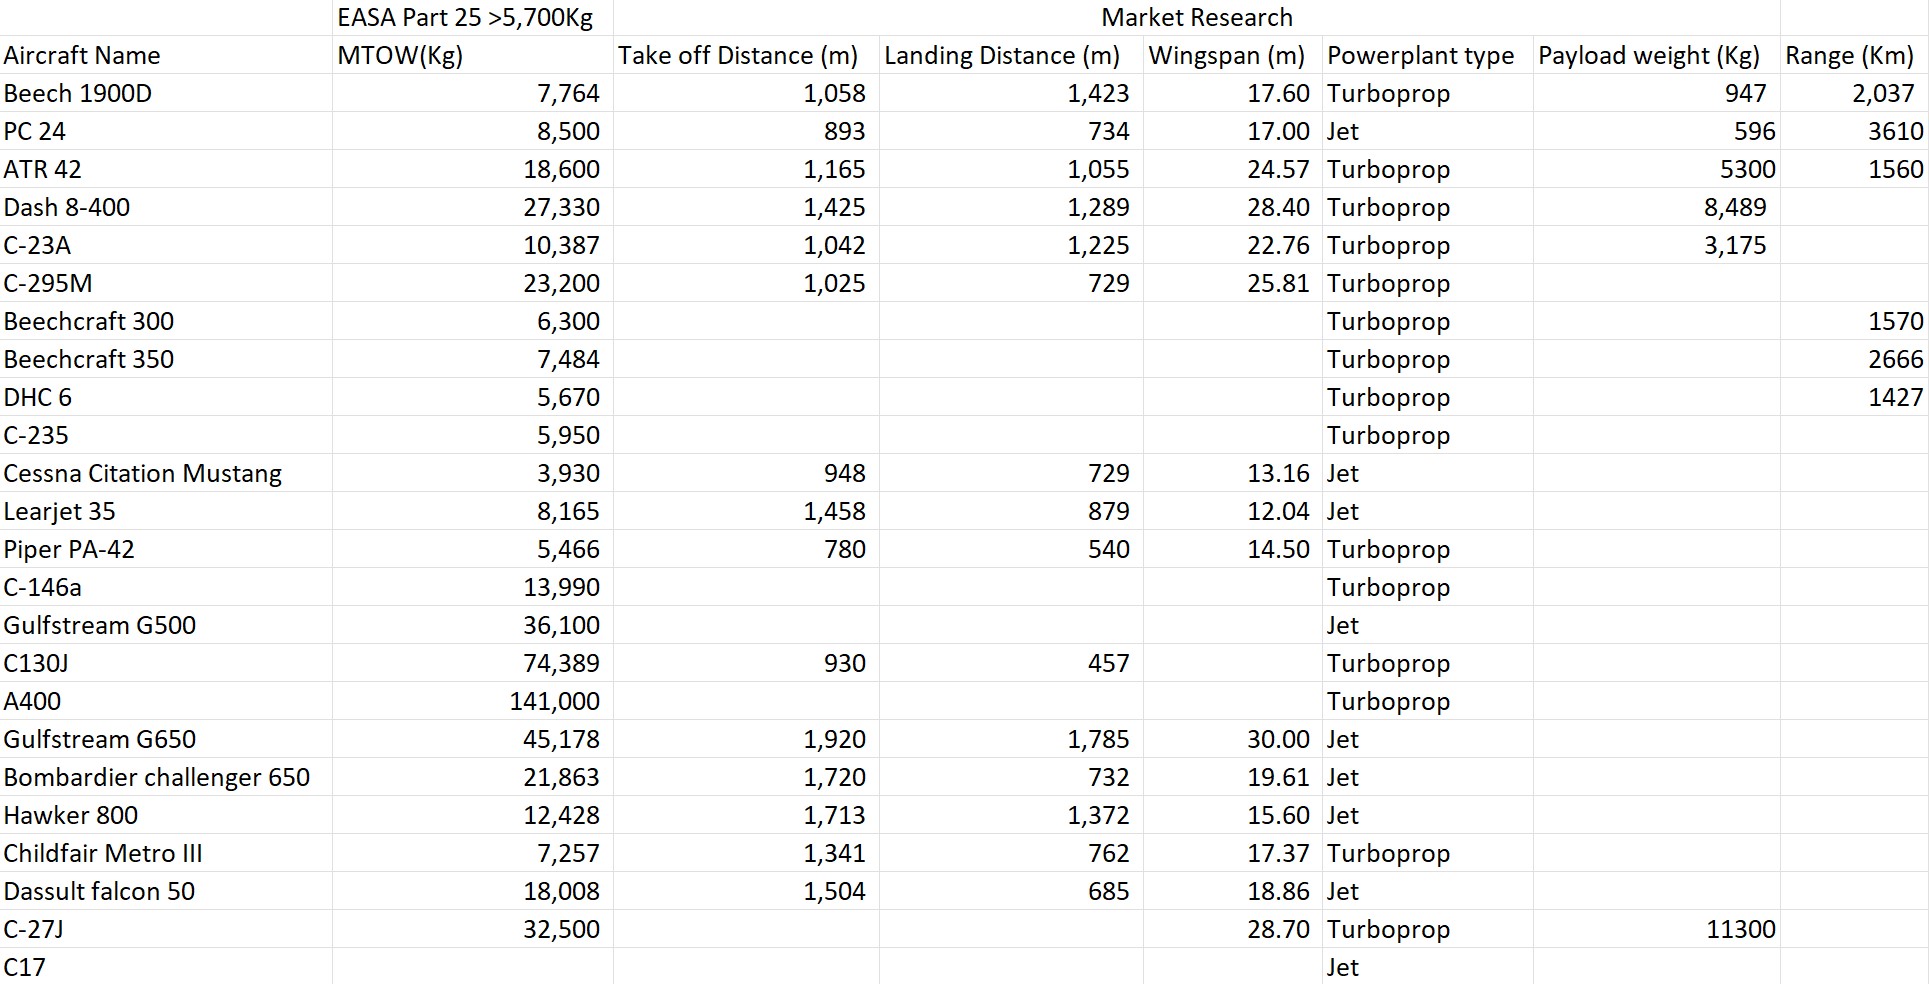 EASA Part 25 >5,700Kg Market Research
Aircraft Name MTOW(Kg) Take off Distance (m) Landing Distance (m) Wingspan (m) Powerplant type Payload weight (Kg) Range (Km)
Beech 1900D 7,764 1,058 1,423 17.60 Turboprop 947 2,037
PC 24 8,500 893 734 17.00 Jet 596 3610
ATR 42 18,600 1,165 1,055 24.57 Turboprop 5300 1560
Dash 8-400 27,330 1,425 1,289 28.40 Turboprop 8,489
C-23A 10,387 1,042 1,225 22.76 Turboprop 3,175
C-295M 23,200 1,025 729 25.81 Turboprop
Beechcraft 300 6,300 Turboprop 1570
Beechcraft 350 7,484 Turboprop 2666
DHC 6 5,670 Turboprop 1427
C-235 5,950 Turboprop
Cessna Citation Mustang 3,930 948 729 13.16 Jet
Learjet 35 8,165 1,458 879 12.04 Jet
Piper PA-42 5,466 780 540 14.50 Turboprop
C-146a 13,990 Turboprop
Gulfstream G500 36,100 Jet
C130J 74,389 930 457 Turboprop
A400 141,000 Turboprop
Gulfstream G650 45,178 1,920 1,785 30.00 Jet
Bombardier challenger 650 21,863 1,720 732 19.61 Jet
Hawker 800 12,428 1,713 1,372 15.60 Jet
Childfair Metro III 7,257 1,341 762 17.37 Turboprop
Dassult falcon 50 18,008 1,504 685 18.86 Jet
C-27J 32,500 28.70 Turboprop 11300
C17 Jet